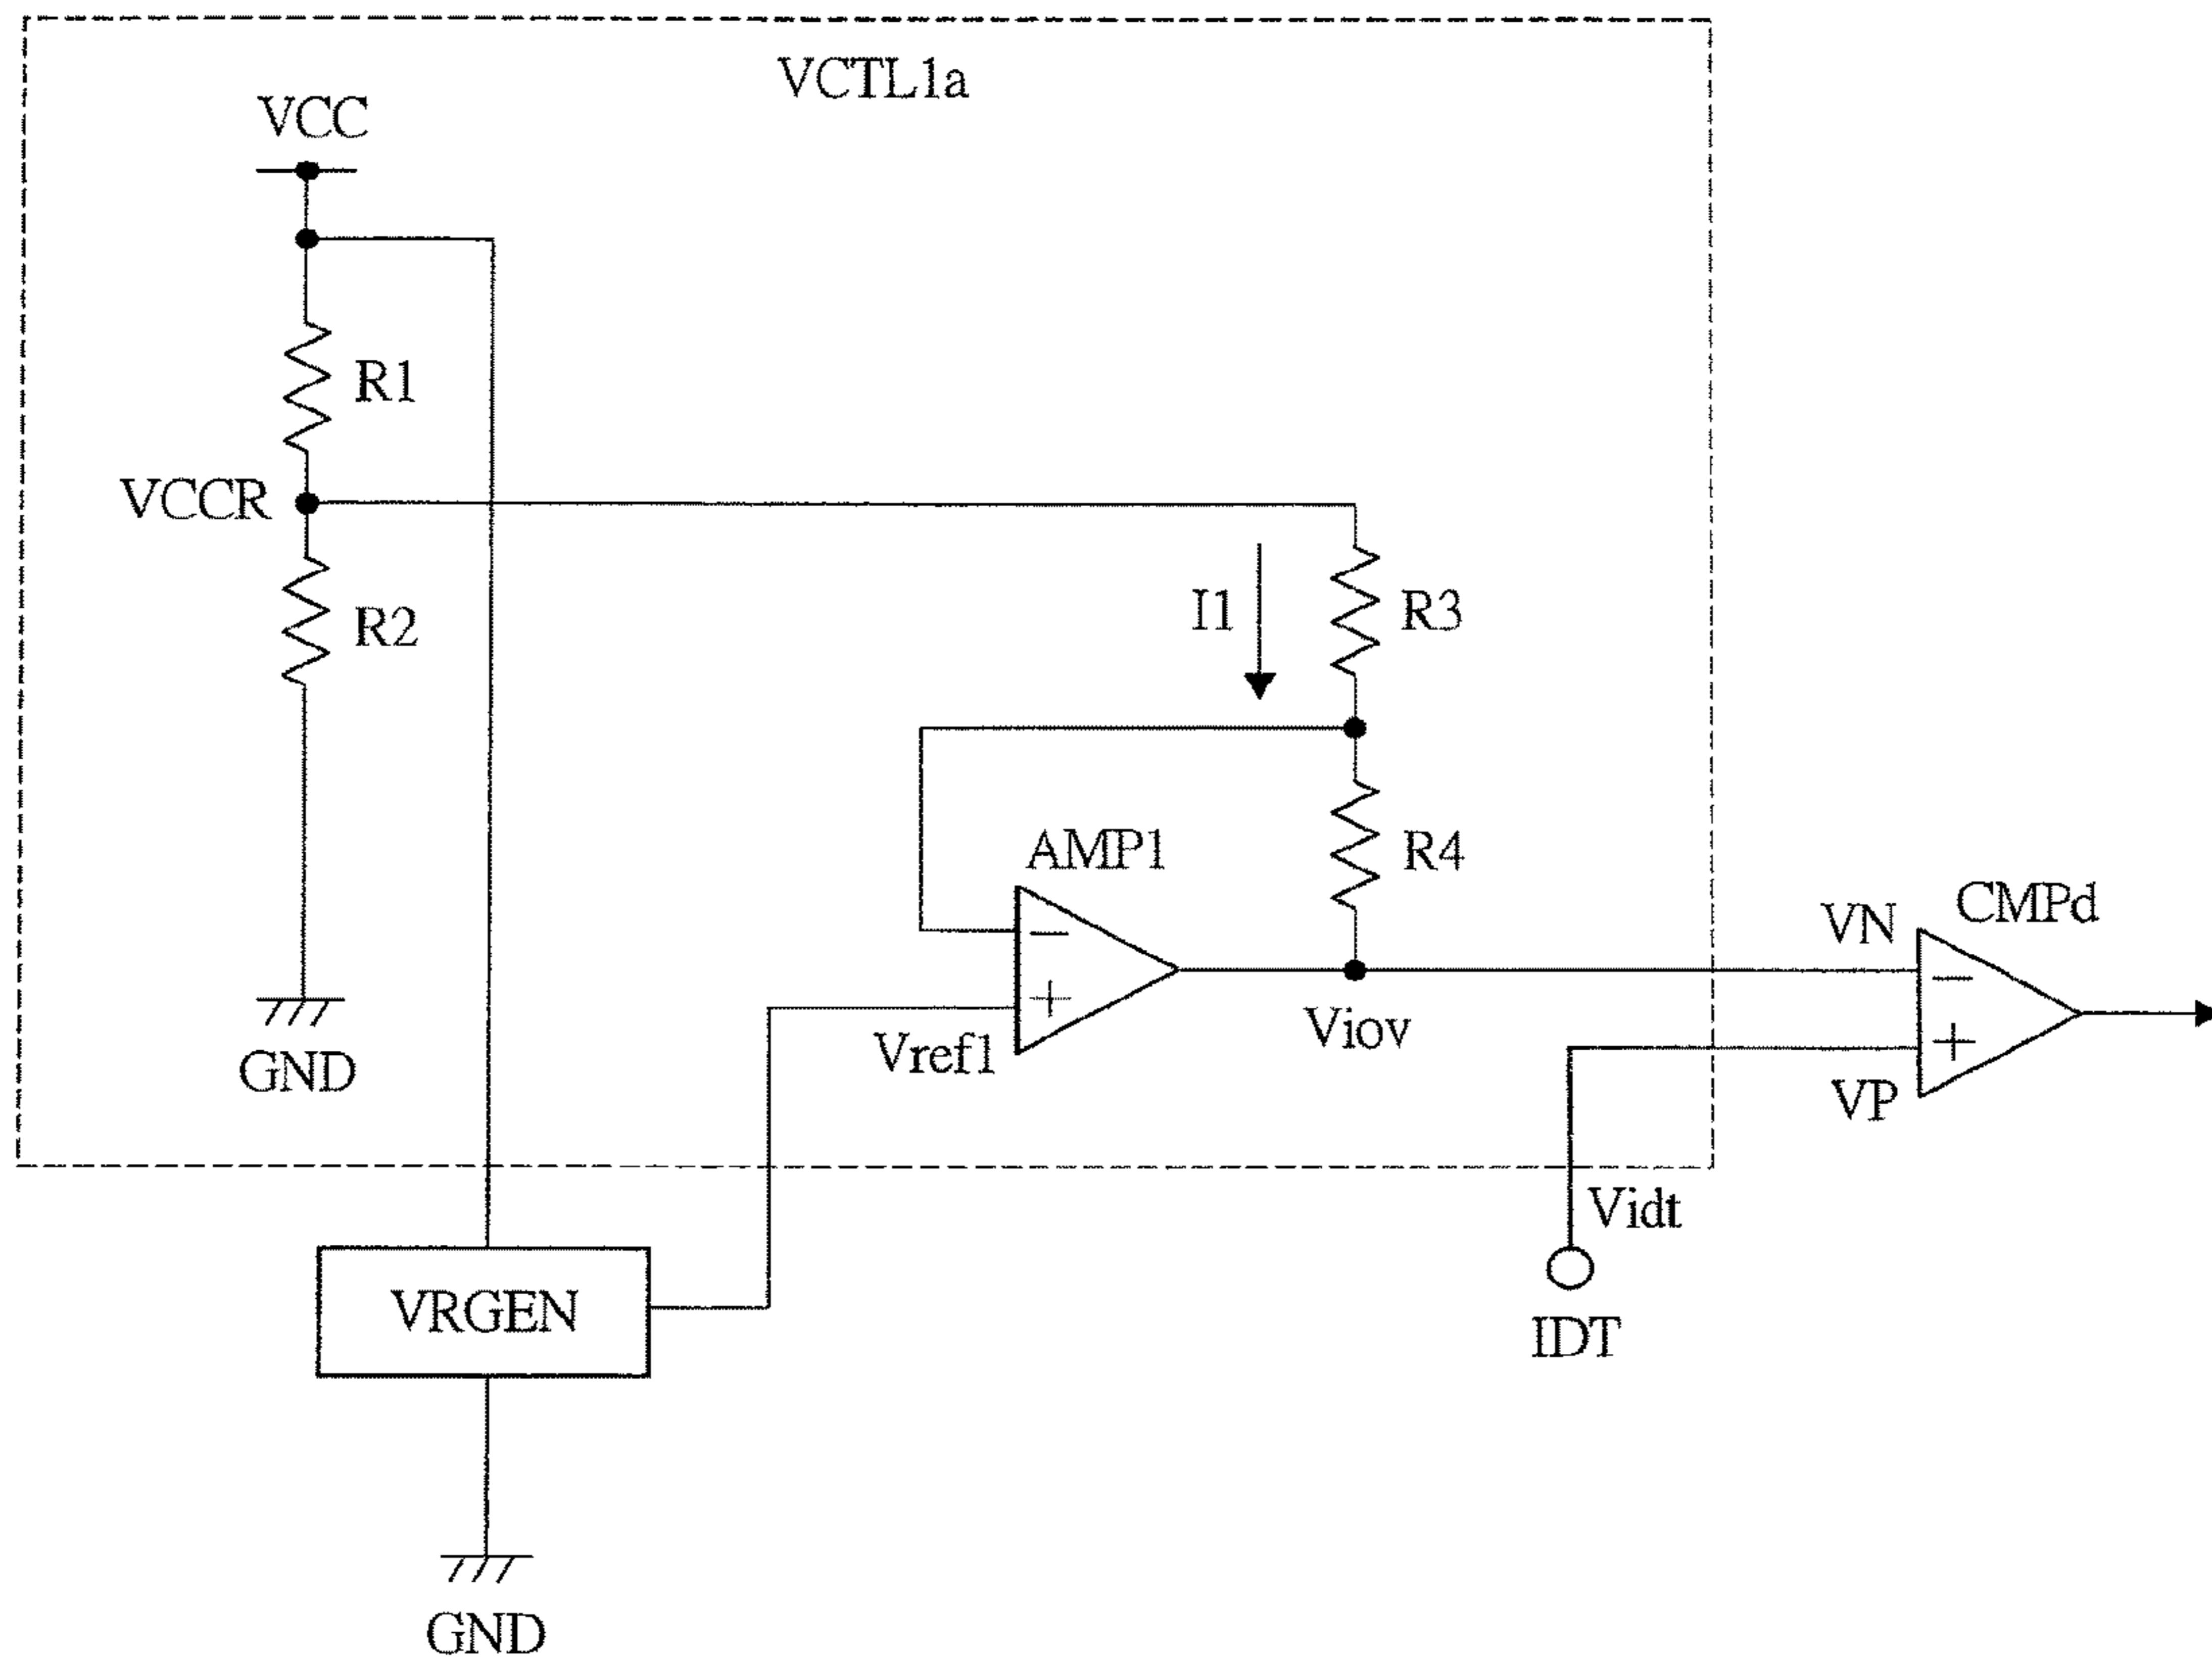 VCTL1a
VCC
R1
VCCR
R2
I1
R3
AMP1
R4
−
+
Vref1
Viov
VN
CMPd
−
+
VP
GND
Vidt
VRGEN
IDT
GND